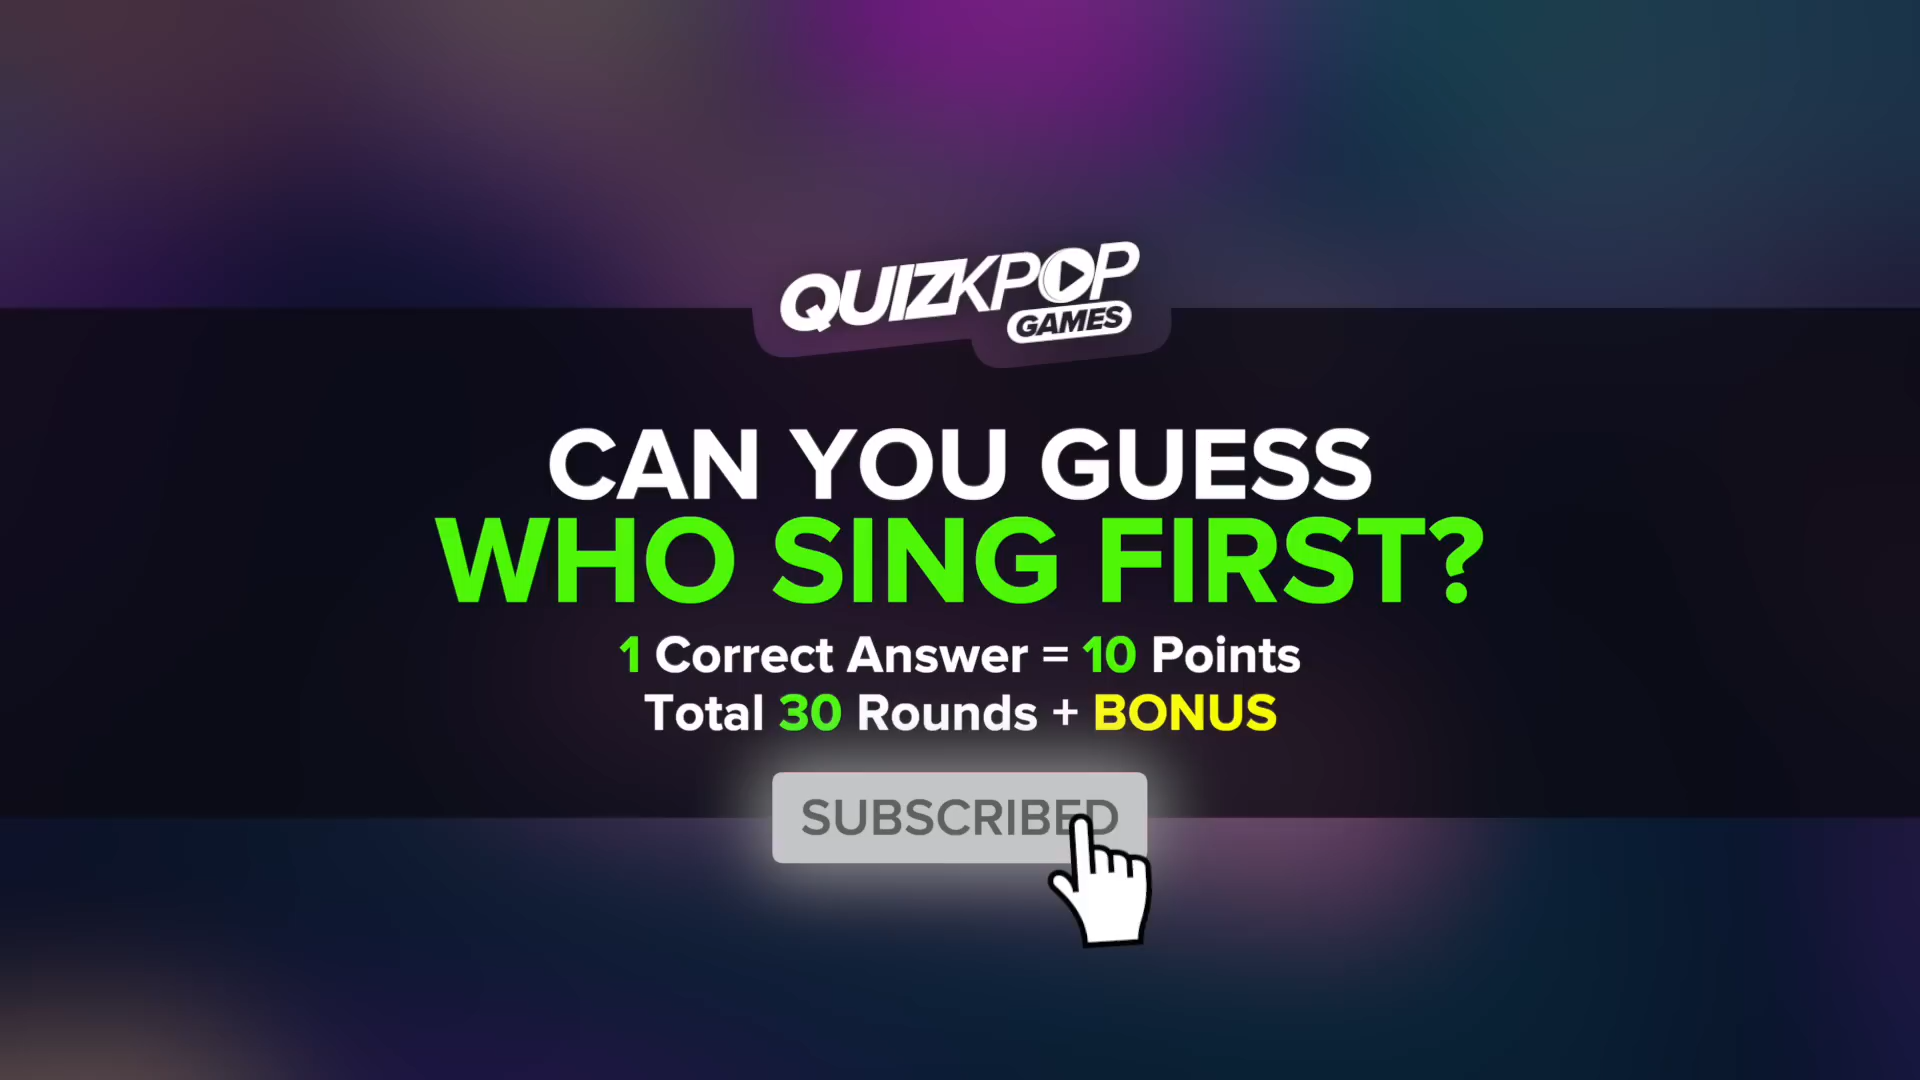 QUIZKPOP
GAMES
CAN YOU GUESS
WHO SING FIRST?
1 Correct Answer = 10 Points
Total 30 Rounds + BONUS
SUBSCRIBED